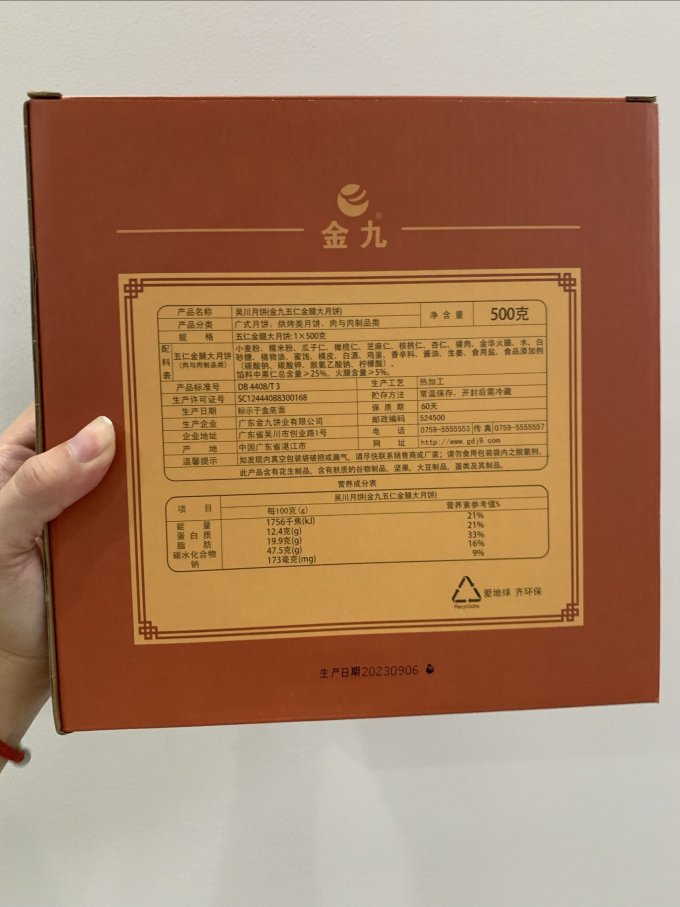 ®
金九
产品名称 吴川月饼(金九五仁金腿大月饼) 净含量 500克
产品分类 广式月饼、烘烤类月饼、肉与肉制品类
规格 五仁金腿大月饼:1×500克
配料表 五仁金腿大月饼(肉与肉制品类) 小麦粉、糯米粉、瓜子仁、橄榄仁、芝麻仁、核桃仁、杏仁、猪肉、金华火腿、水、白
砂糖、植物油、蜜饯、橘皮、白酒、鸡蛋、香辛料、酱油、生姜、食用盐、食品添加剂
(碳酸钠、碳酸钾、脱氢乙酸钠、柠檬酸)。
馅料中果仁总含量≥25%，火腿含量≥5%。
产品标准号 DB 4408/T 3 生产工艺 热加工
生产许可证号 SC12444088300168 贮存方法 常温保存，开封后需冷藏
生产日期 标示于盒底面 保质期 60天
生产企业 广东金九饼业有限公司 邮政编码 524500
企业地址 广东省吴川市创业路1号 电话 0759-5555553 传真 0759-5555557
产地 中国广东省湛江市 网址 http://www.gdj9.com
温馨提示 如发现内真空包装袋破损或漏气，请尽快联系销售商或厂家；请勿食用包装袋内之脱氧剂。
此产品含有花生制品，含有麸质的谷物制品，坚果，大豆制品，蛋类及其制品。
营养成分表
吴川月饼(金九五仁金腿大月饼)
项目 每100克(g) 营养素参考值%
能量 1756千焦(kJ) 21%
蛋白质 12.4克(g) 21%
脂肪 19.9克(g) 33%
碳水化合物 47.5克(g) 16%
钠 173毫克(mg) 9%
Recyclable
爱地球 齐环保
生产日期20230906